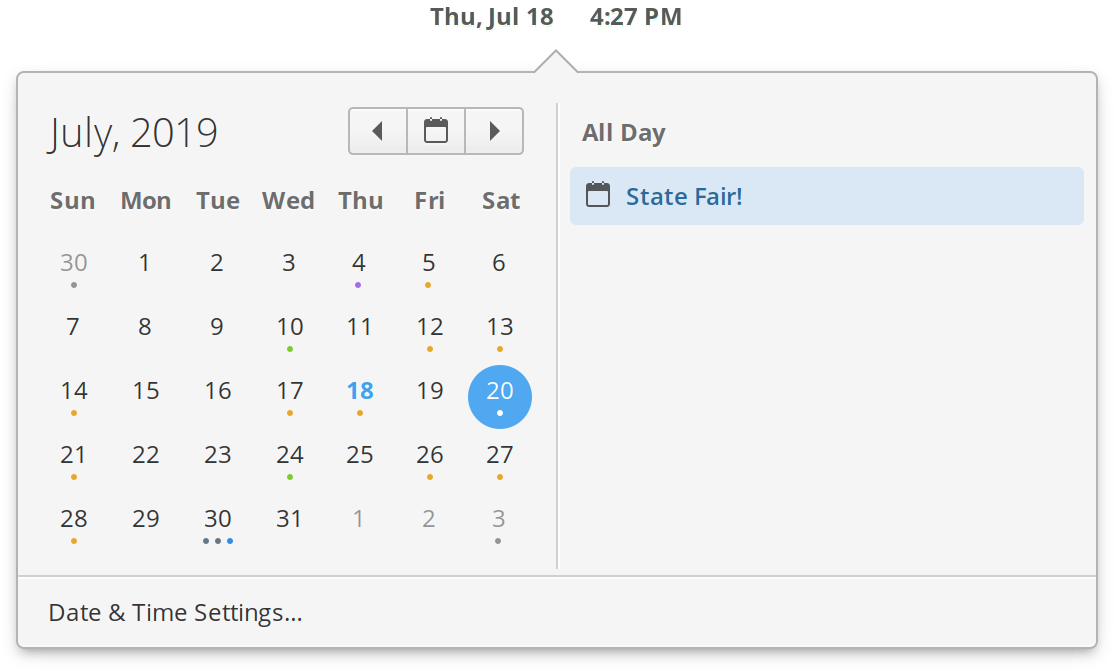 Thu, Jul 18 4:27 PM
July, 2019
Sun Mon Tue Wed Thu Fri Sat
30 1 2 3 4 5 6
7 8 9 10 11 12 13
14 15 16 17 18 19 20
21 22 23 24 25 26 27
28 29 30 31 1 2 3
All Day
State Fair!
Date & Time Settings...